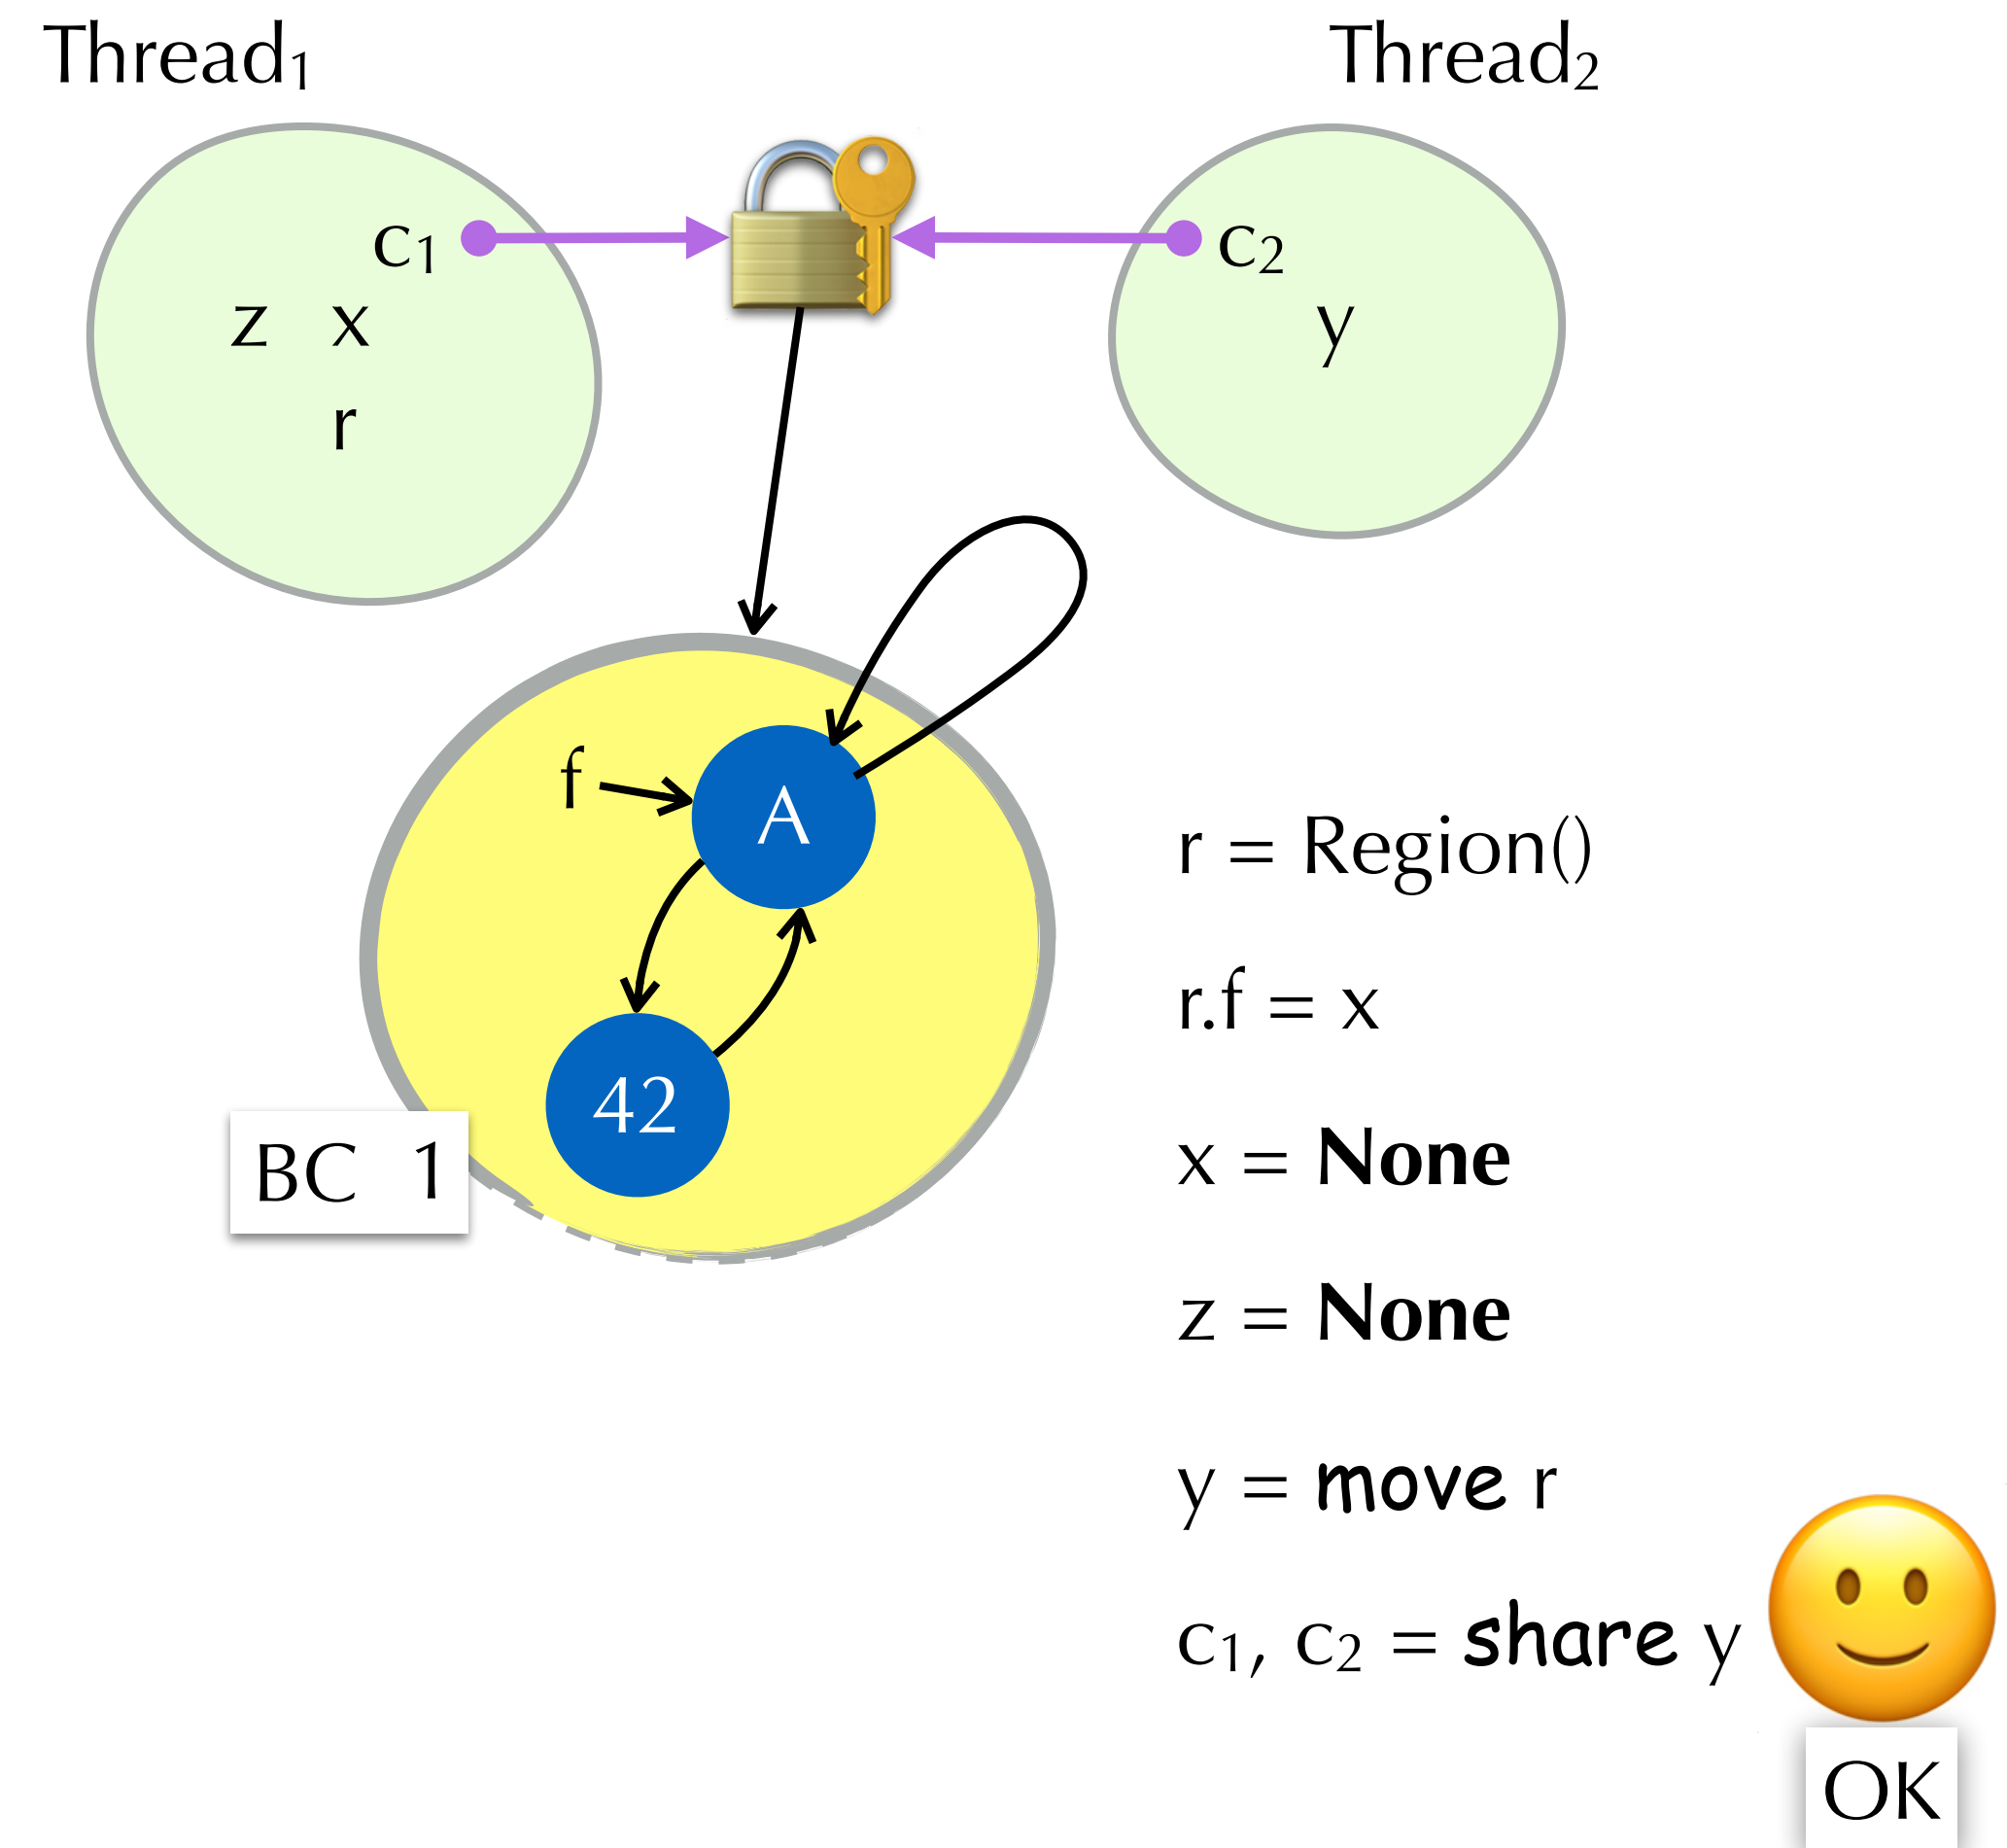 Thread₁
Thread₂
c₁
c₂
z x
y
r
f
A
42
BC 1
r = Region()
r.f = x
x = None
z = None
y = move r
c₁, c₂ = share y
OK